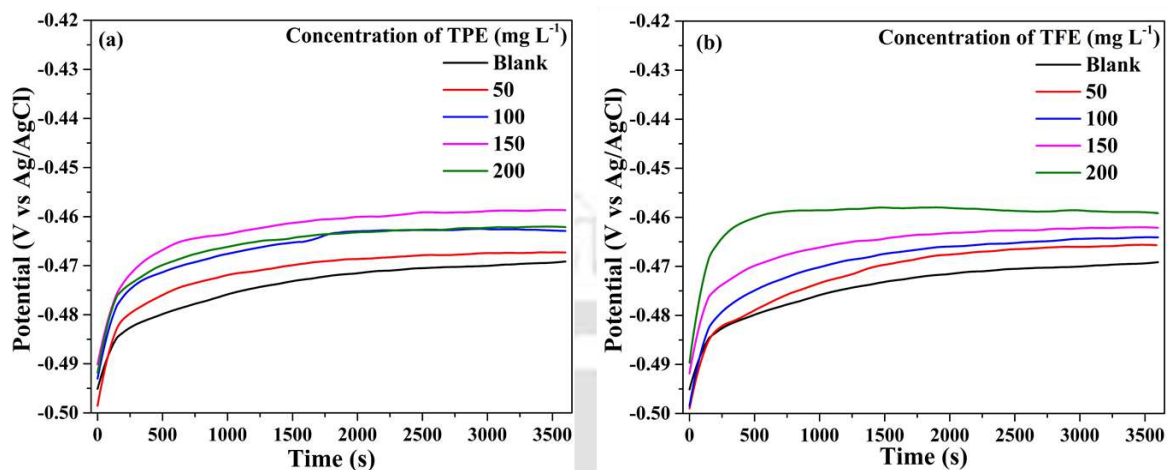 (a)
Concentration of TPE (mg L⁻¹)
Blank
50
100
150
200
-0.42
-0.43
-0.44
-0.45
-0.46
-0.47
-0.48
-0.49
-0.50
Potential (V vs Ag/AgCl)
0 500 1000 1500 2000 2500 3000 3500
Time (s)
(b)
Concentration of TFE (mg L⁻¹)
Blank
50
100
150
200
-0.42
-0.43
-0.44
-0.45
-0.46
-0.47
-0.48
-0.49
-0.50
Potential (V vs Ag/AgCl)
0 500 1000 1500 2000 2500 3000 3500
Time (s)